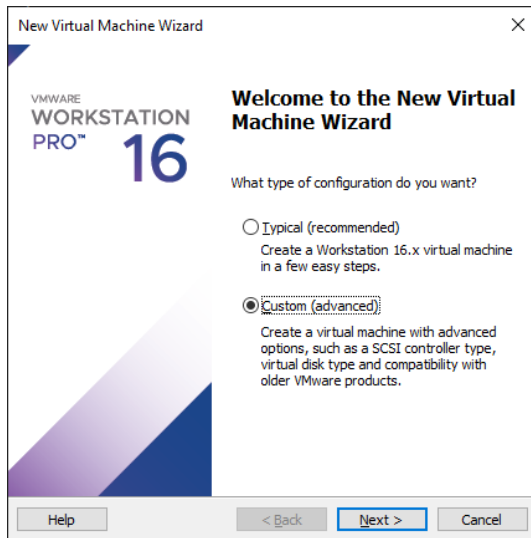 New Virtual Machine Wizard
VMWARE
WORKSTATION
PRO™ 16
Welcome to the New Virtual
Machine Wizard
What type of configuration do you want?
Typical (recommended)
Create a Workstation 16.x virtual machine
in a few easy steps.
Custom (advanced)
Create a virtual machine with advanced
options, such as a SCSI controller type,
virtual disk type and compatibility with
older VMware products.
Help
< Back
Next >
Cancel